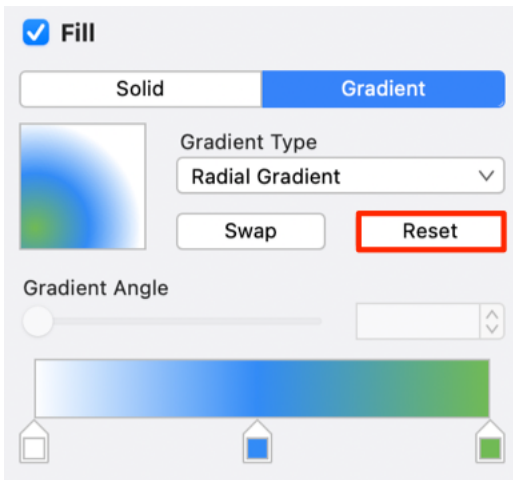 Fill
Solid
Gradient
Gradient Type
Radial Gradient
Swap
Reset
Gradient Angle